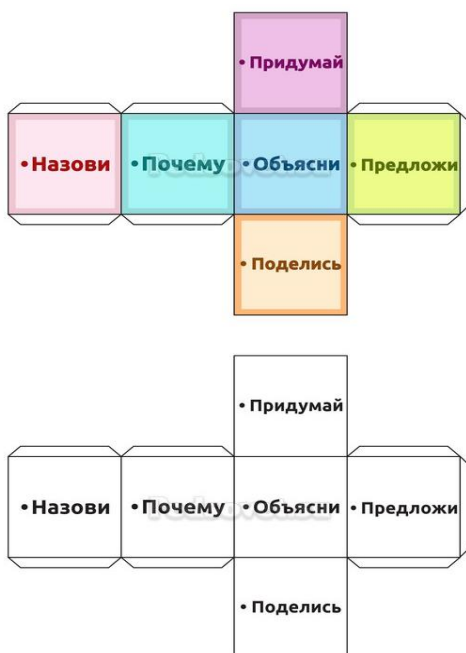 • Придумай
• Назови
• Почему
• Объясни
• Предложи
• Поделись
• Придумай
• Назови
• Почему
• Объясни
• Предложи
• Поделись